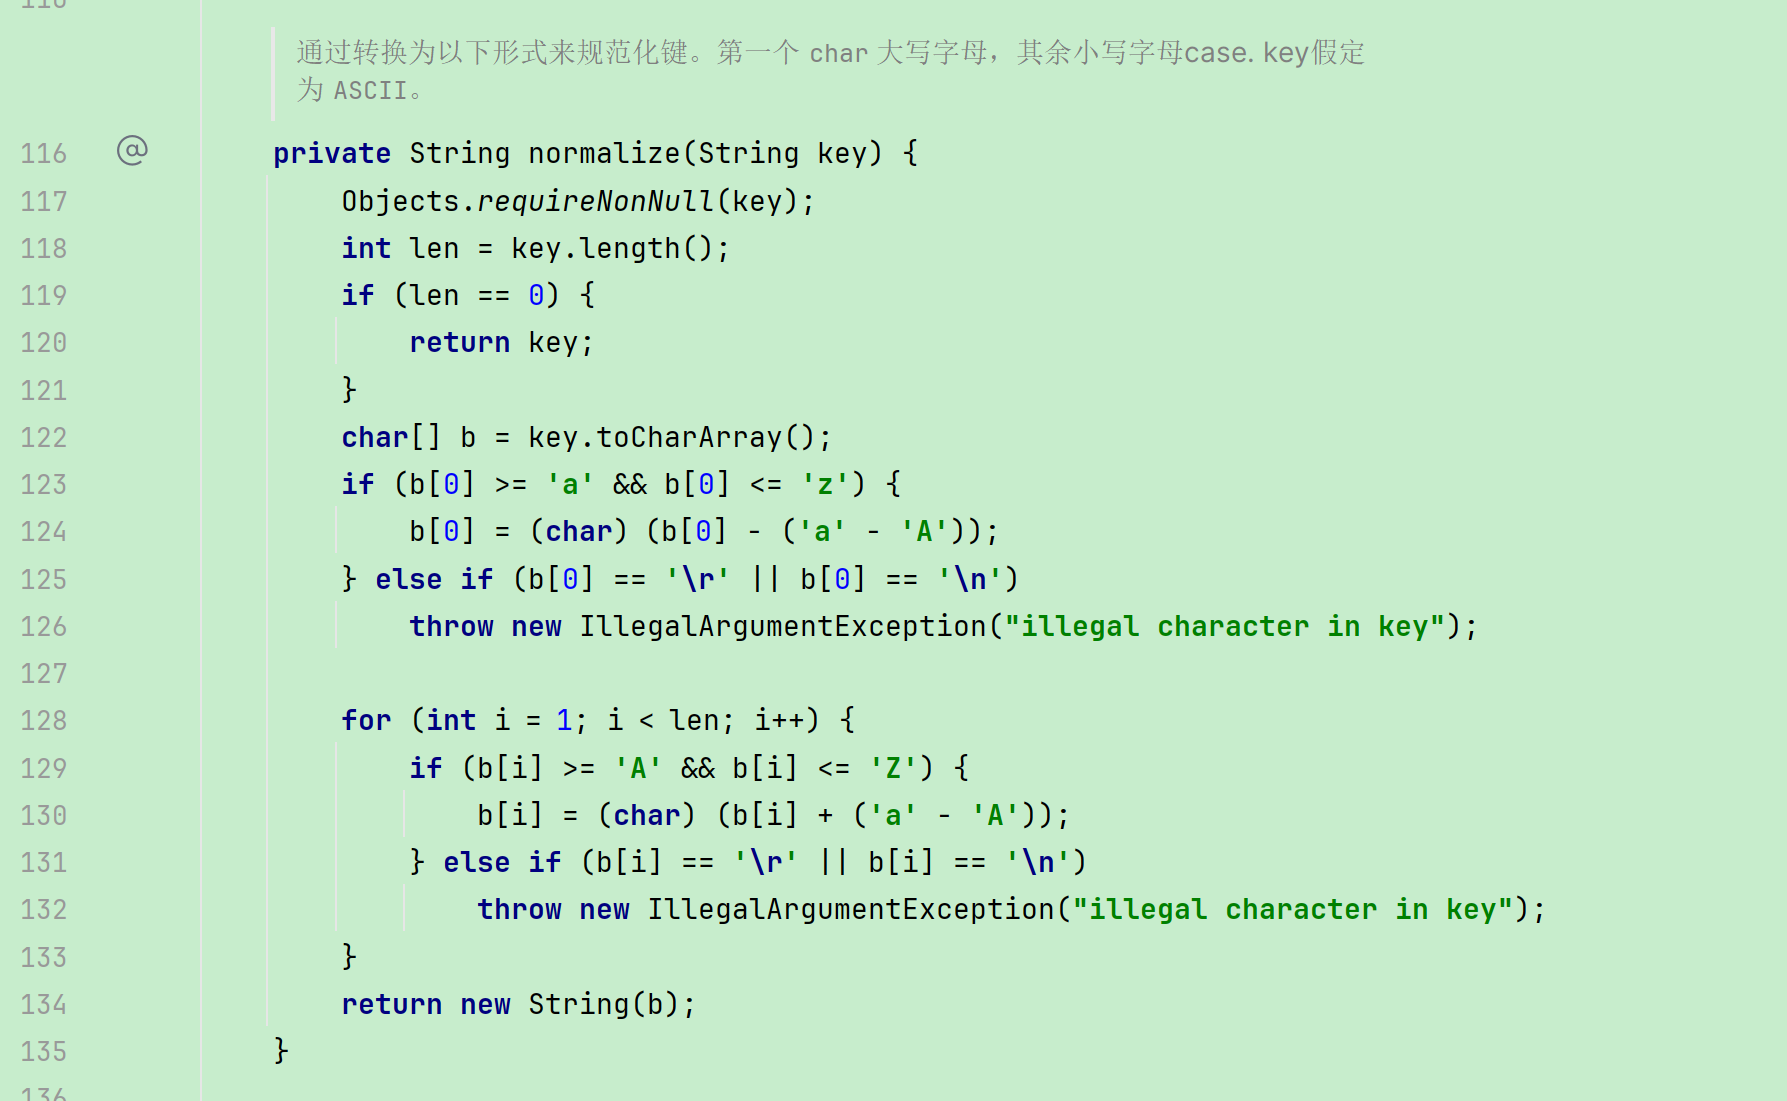 通过转换为以下形式来规范化键。第一个 char 大写字母，其余小写字母case. key假定
为 ASCII。
116 @ private String normalize(String key) {
117 Objects.requireNonNull(key);
118 int len = key.length();
119 if (len == 0) {
120 return key;
121 }
122 char[] b = key.toCharArray();
123 if (b[0] >= 'a' && b[0] <= 'z') {
124 b[0] = (char) (b[0] - ('a' - 'A'));
125 } else if (b[0] == '\r' || b[0] == '\n')
126 throw new IllegalArgumentException("illegal character in key");
127
128 for (int i = 1; i < len; i++) {
129 if (b[i] >= 'A' && b[i] <= 'Z') {
130 b[i] = (char) (b[i] + ('a' - 'A'));
131 } else if (b[i] == '\r' || b[i] == '\n')
132 throw new IllegalArgumentException("illegal character in key");
133 }
134 return new String(b);
135 }
136